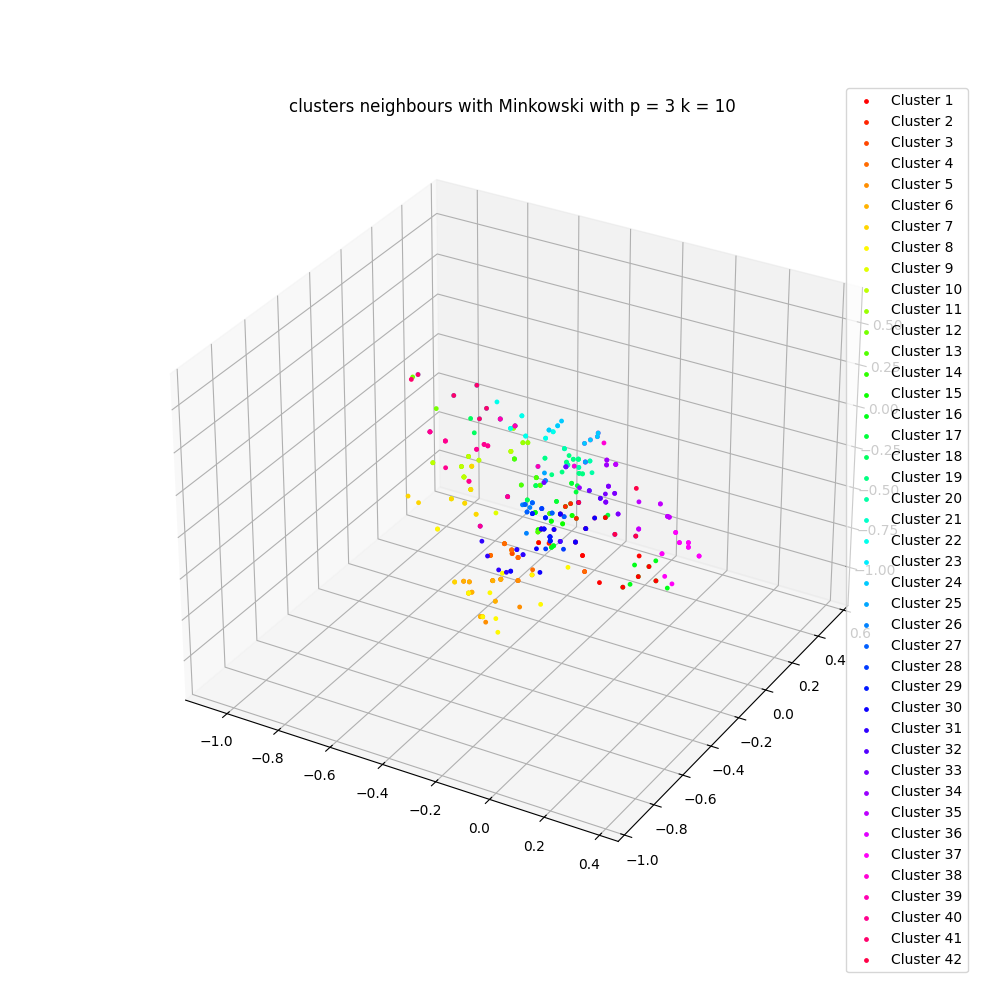 clusters neighbours with Minkowski with p = 3 k = 10
Cluster 1
Cluster 2
Cluster 3
Cluster 4
Cluster 5
Cluster 6
Cluster 7
Cluster 8
Cluster 9
Cluster 10
Cluster 11
Cluster 12
Cluster 13
Cluster 14
Cluster 15
Cluster 16
Cluster 17
Cluster 18
Cluster 19
Cluster 20
Cluster 21
Cluster 22
Cluster 23
Cluster 24
Cluster 25
Cluster 26
Cluster 27
Cluster 28
Cluster 29
Cluster 30
Cluster 31
Cluster 32
Cluster 33
Cluster 34
Cluster 35
Cluster 36
Cluster 37
Cluster 38
Cluster 39
Cluster 40
Cluster 41
Cluster 42
0.50
0.25
0.00
−0.25
−0.50
−0.75
−1.00
0.6
0.4
0.2
0.0
−0.2
−0.4
−0.6
−0.8
−1.0
−1.0
−0.8
−0.6
−0.4
−0.2
0.0
0.2
0.4